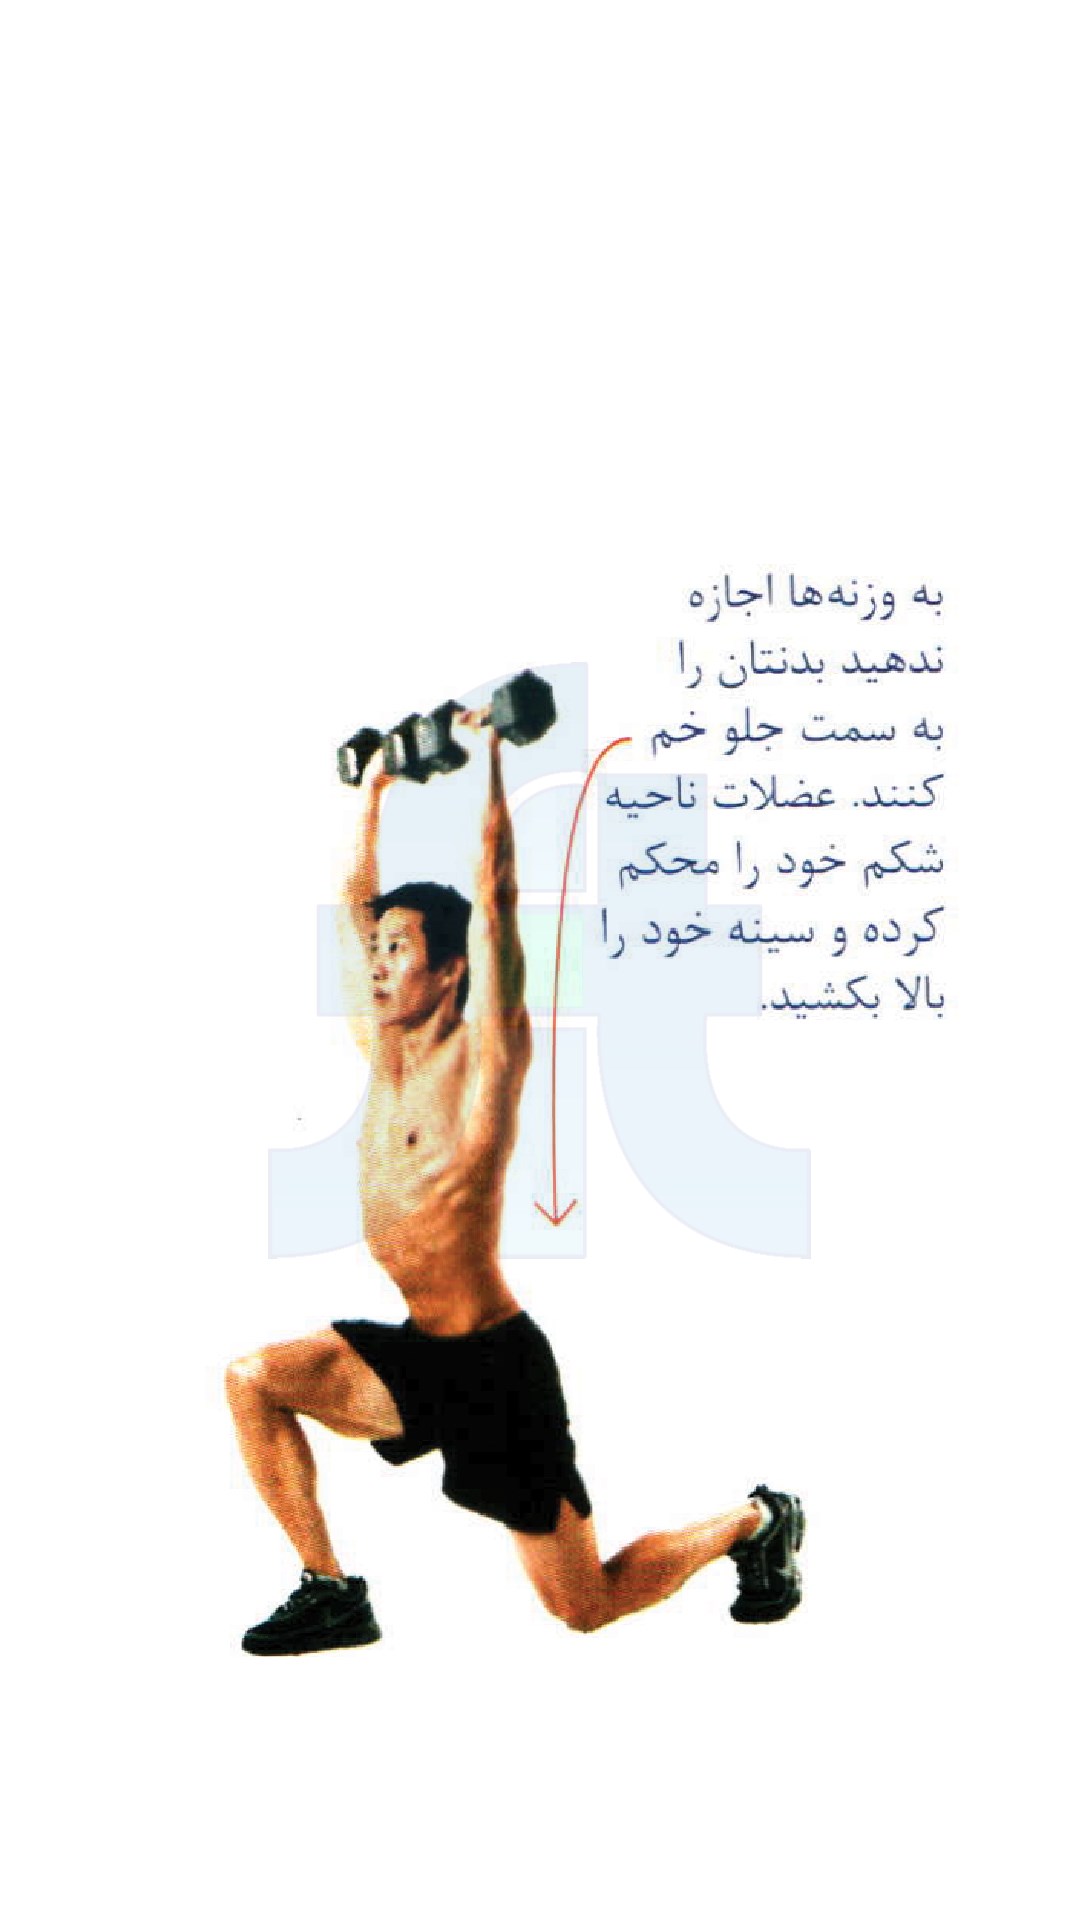 به وزنه‌ها اجازه
ندهید بدنتان را
به سمت جلو خم
کنند. عضلات ناحیه
شکم خود را محکم
کرده و سینه خود را
بالا بکشید.
fit